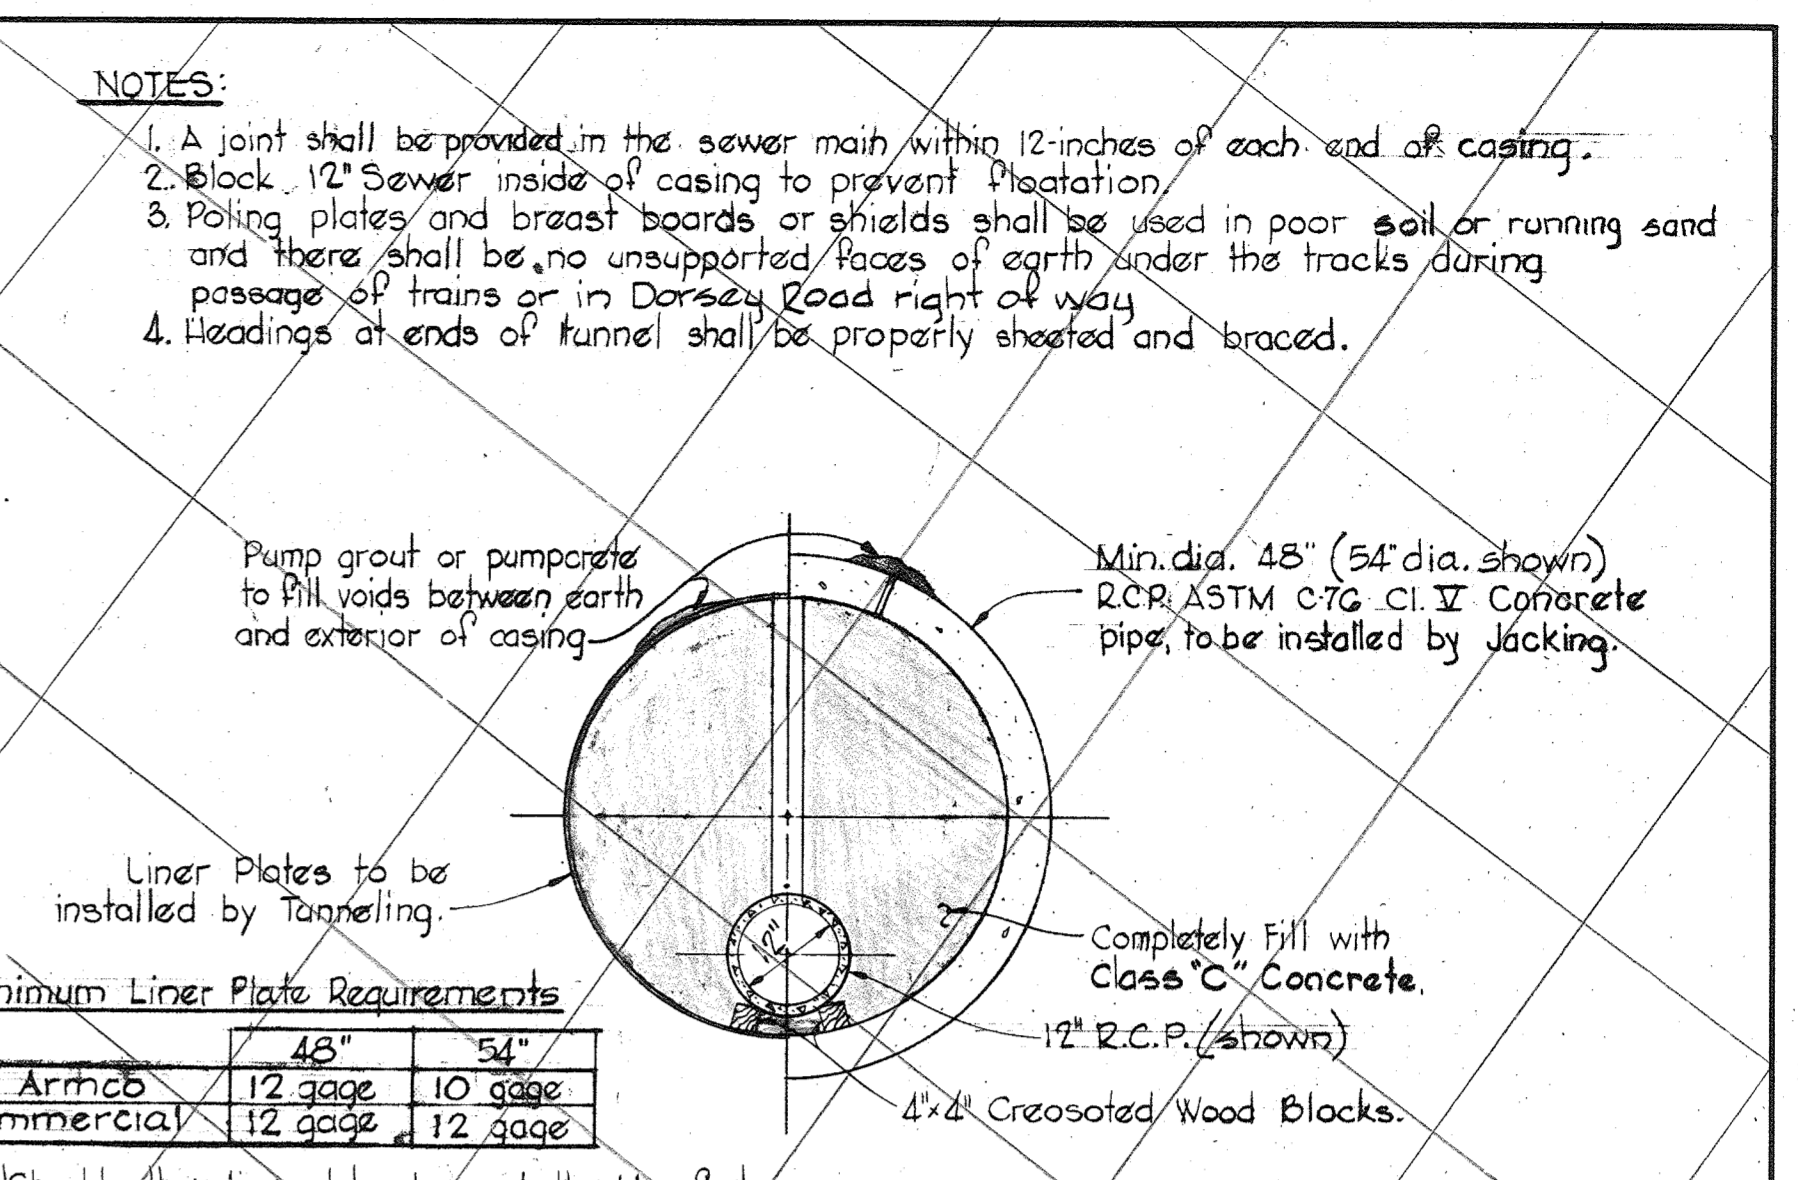 NOTES:
1. A joint shall be provided in the sewer main within 12-inches of each end of casing.
2. Block 12" Sewer inside of casing to prevent floatation.
3. Poling plates and breast boards or shields shall be used in poor soil or running sand
and there shall be no unsupported faces of earth under the tracks during
passage of trains or in Dorsey Road right of way
4. Headings at ends of tunnel shall be properly sheeted and braced.
Pump grout or pumpcrete
to fill voids between earth
and exterior of casing
Min. dia. 48" (54" dia. shown)
R.C.P. ASTM C-76 Cl. V Concrete
pipe, to be installed by Jacking.
Liner Plates to be
installed by Tunneling.
12"
Completely Fill with
Class "C" Concrete.
12" R.C.P. (shown)
4"x4" Creosoted Wood Blocks.
nimum Liner Plate Requirements
48" 54"
Armco 12 gage 10 gage
mmercial 12 gage 12 gage